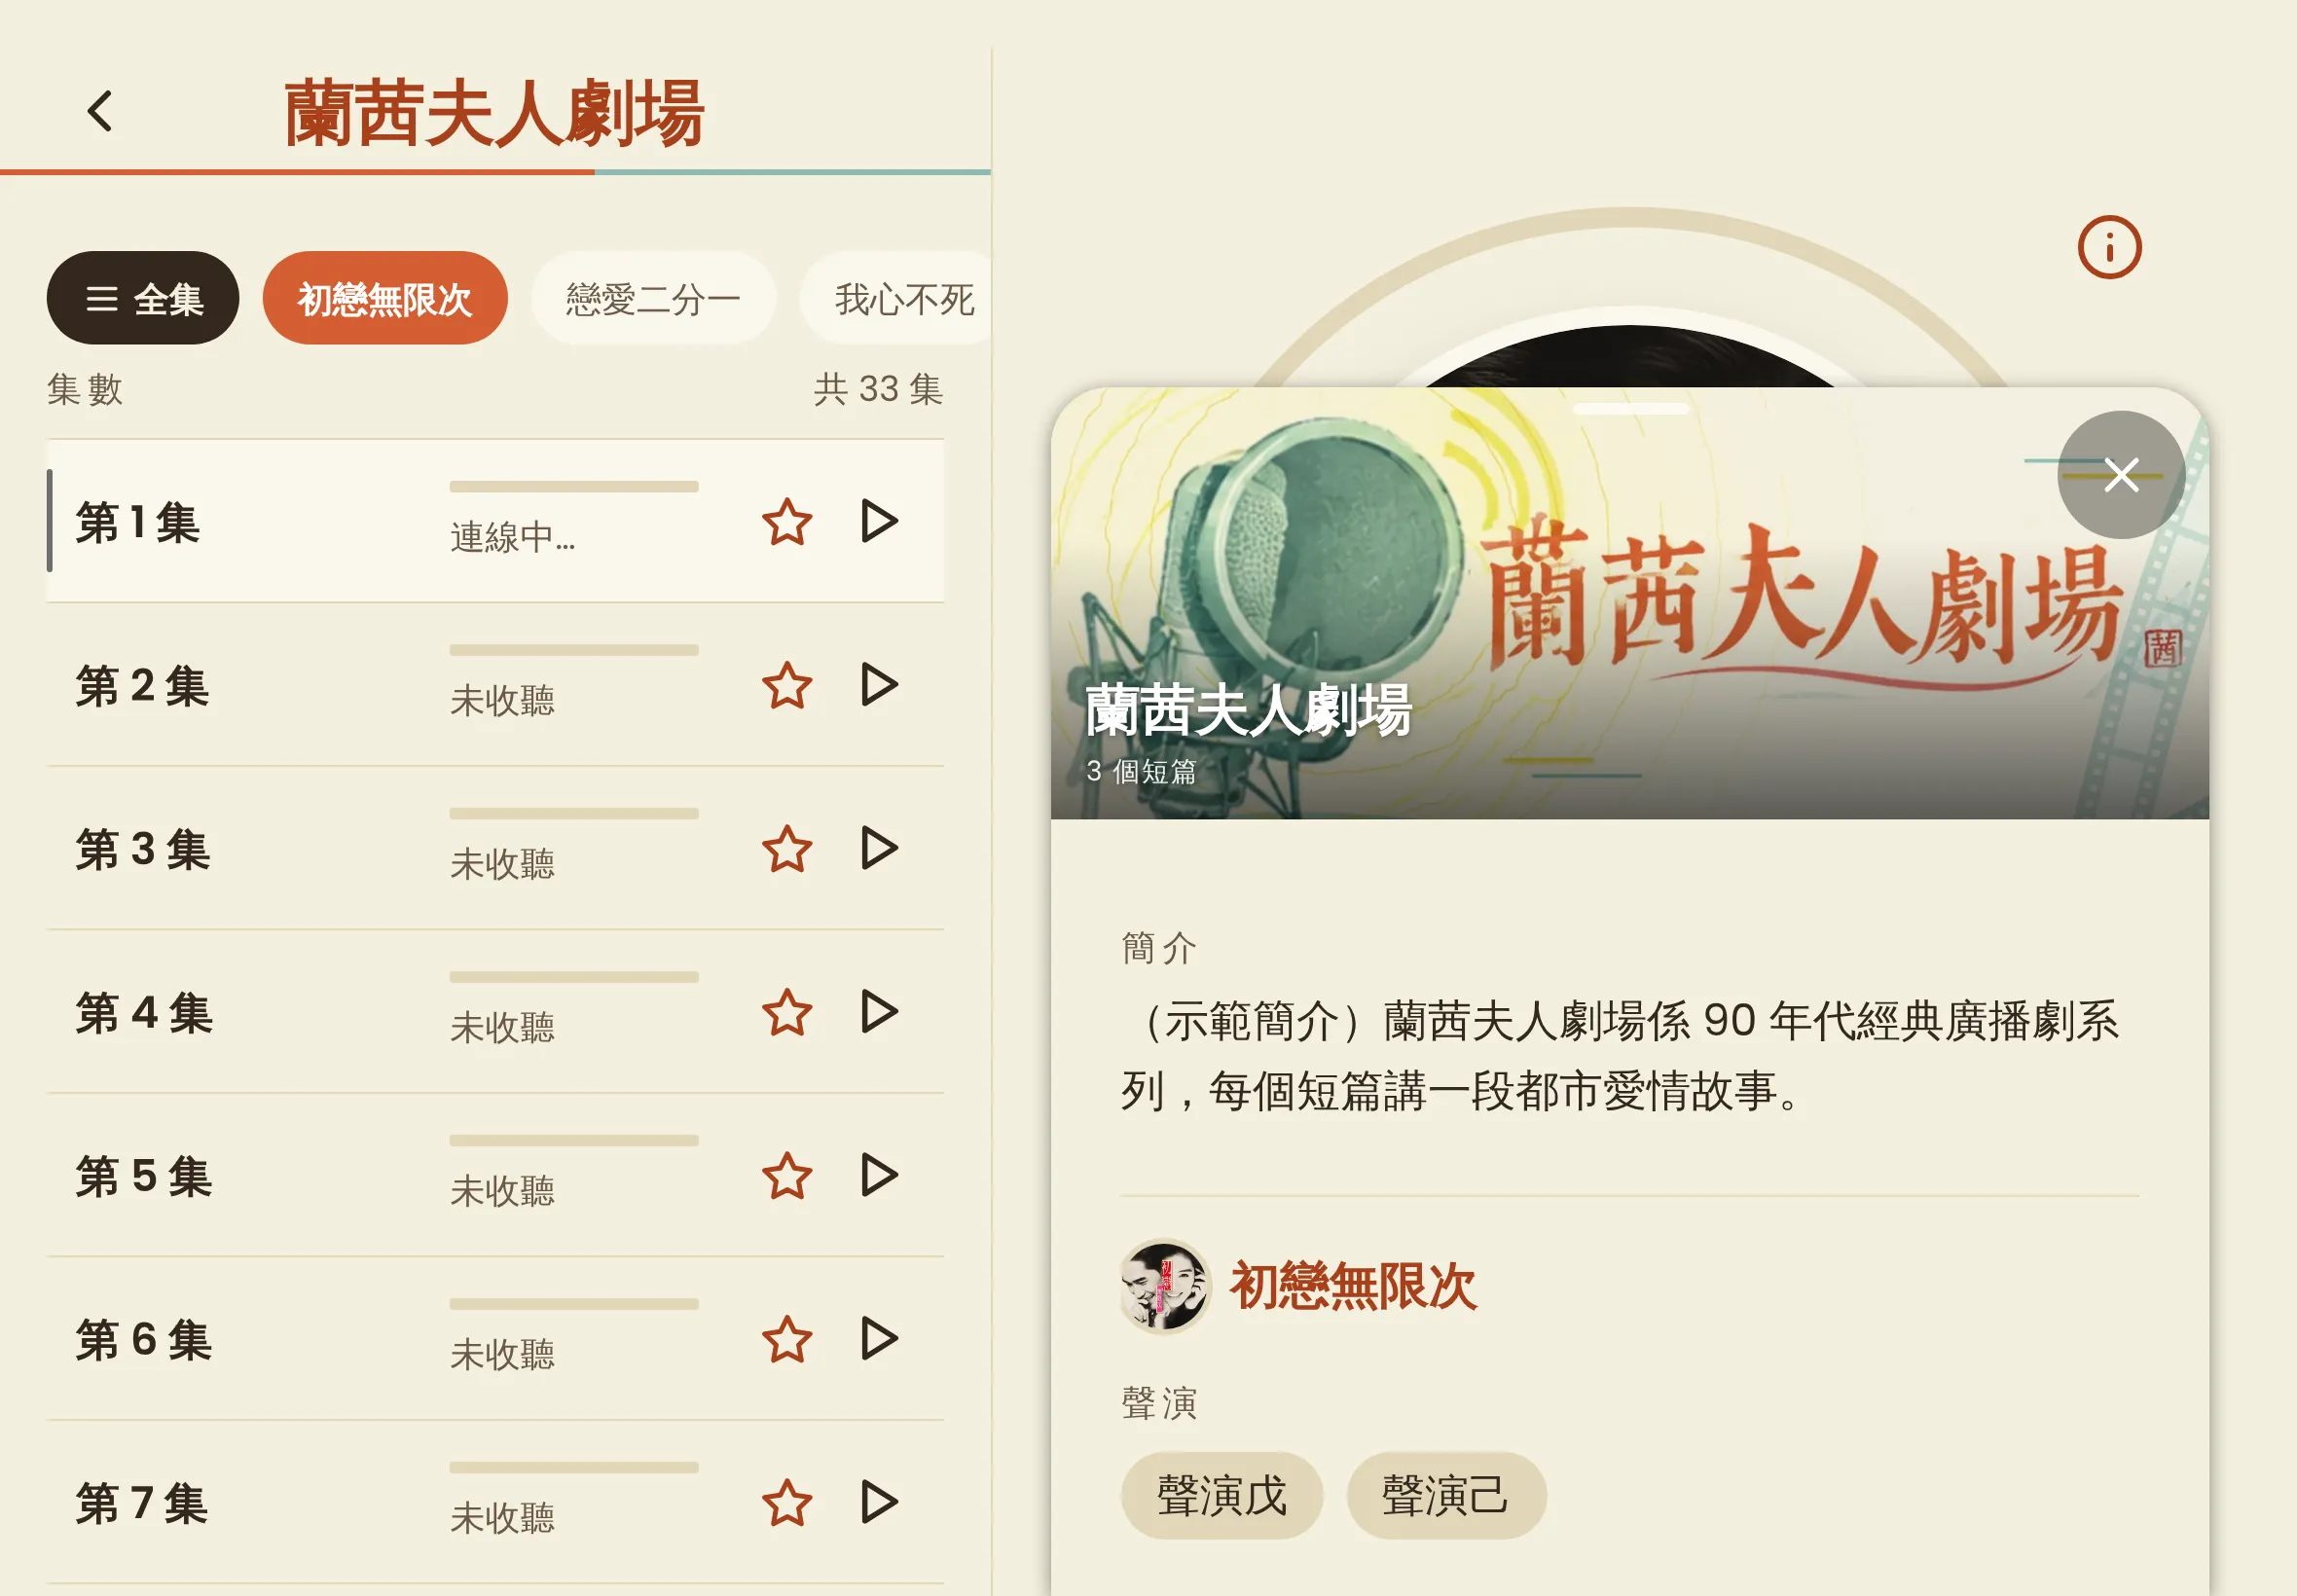 蘭茜夫人劇場
全集
初戀無限次
戀愛二分一
我心不死
集數
共 33 集
第 1 集
連線中...
第 2 集
未收聽
第 3 集
未收聽
第 4 集
未收聽
第 5 集
未收聽
第 6 集
未收聽
第 7 集
未收聽
蘭茜夫人劇場
茜
蘭茜夫人劇場
3 個短篇
簡介
（示範簡介）蘭茜夫人劇場係 90 年代經典廣播劇系
列，每個短篇講一段都市愛情故事。
初戀
初戀無限次
聲演
聲演戊
聲演己